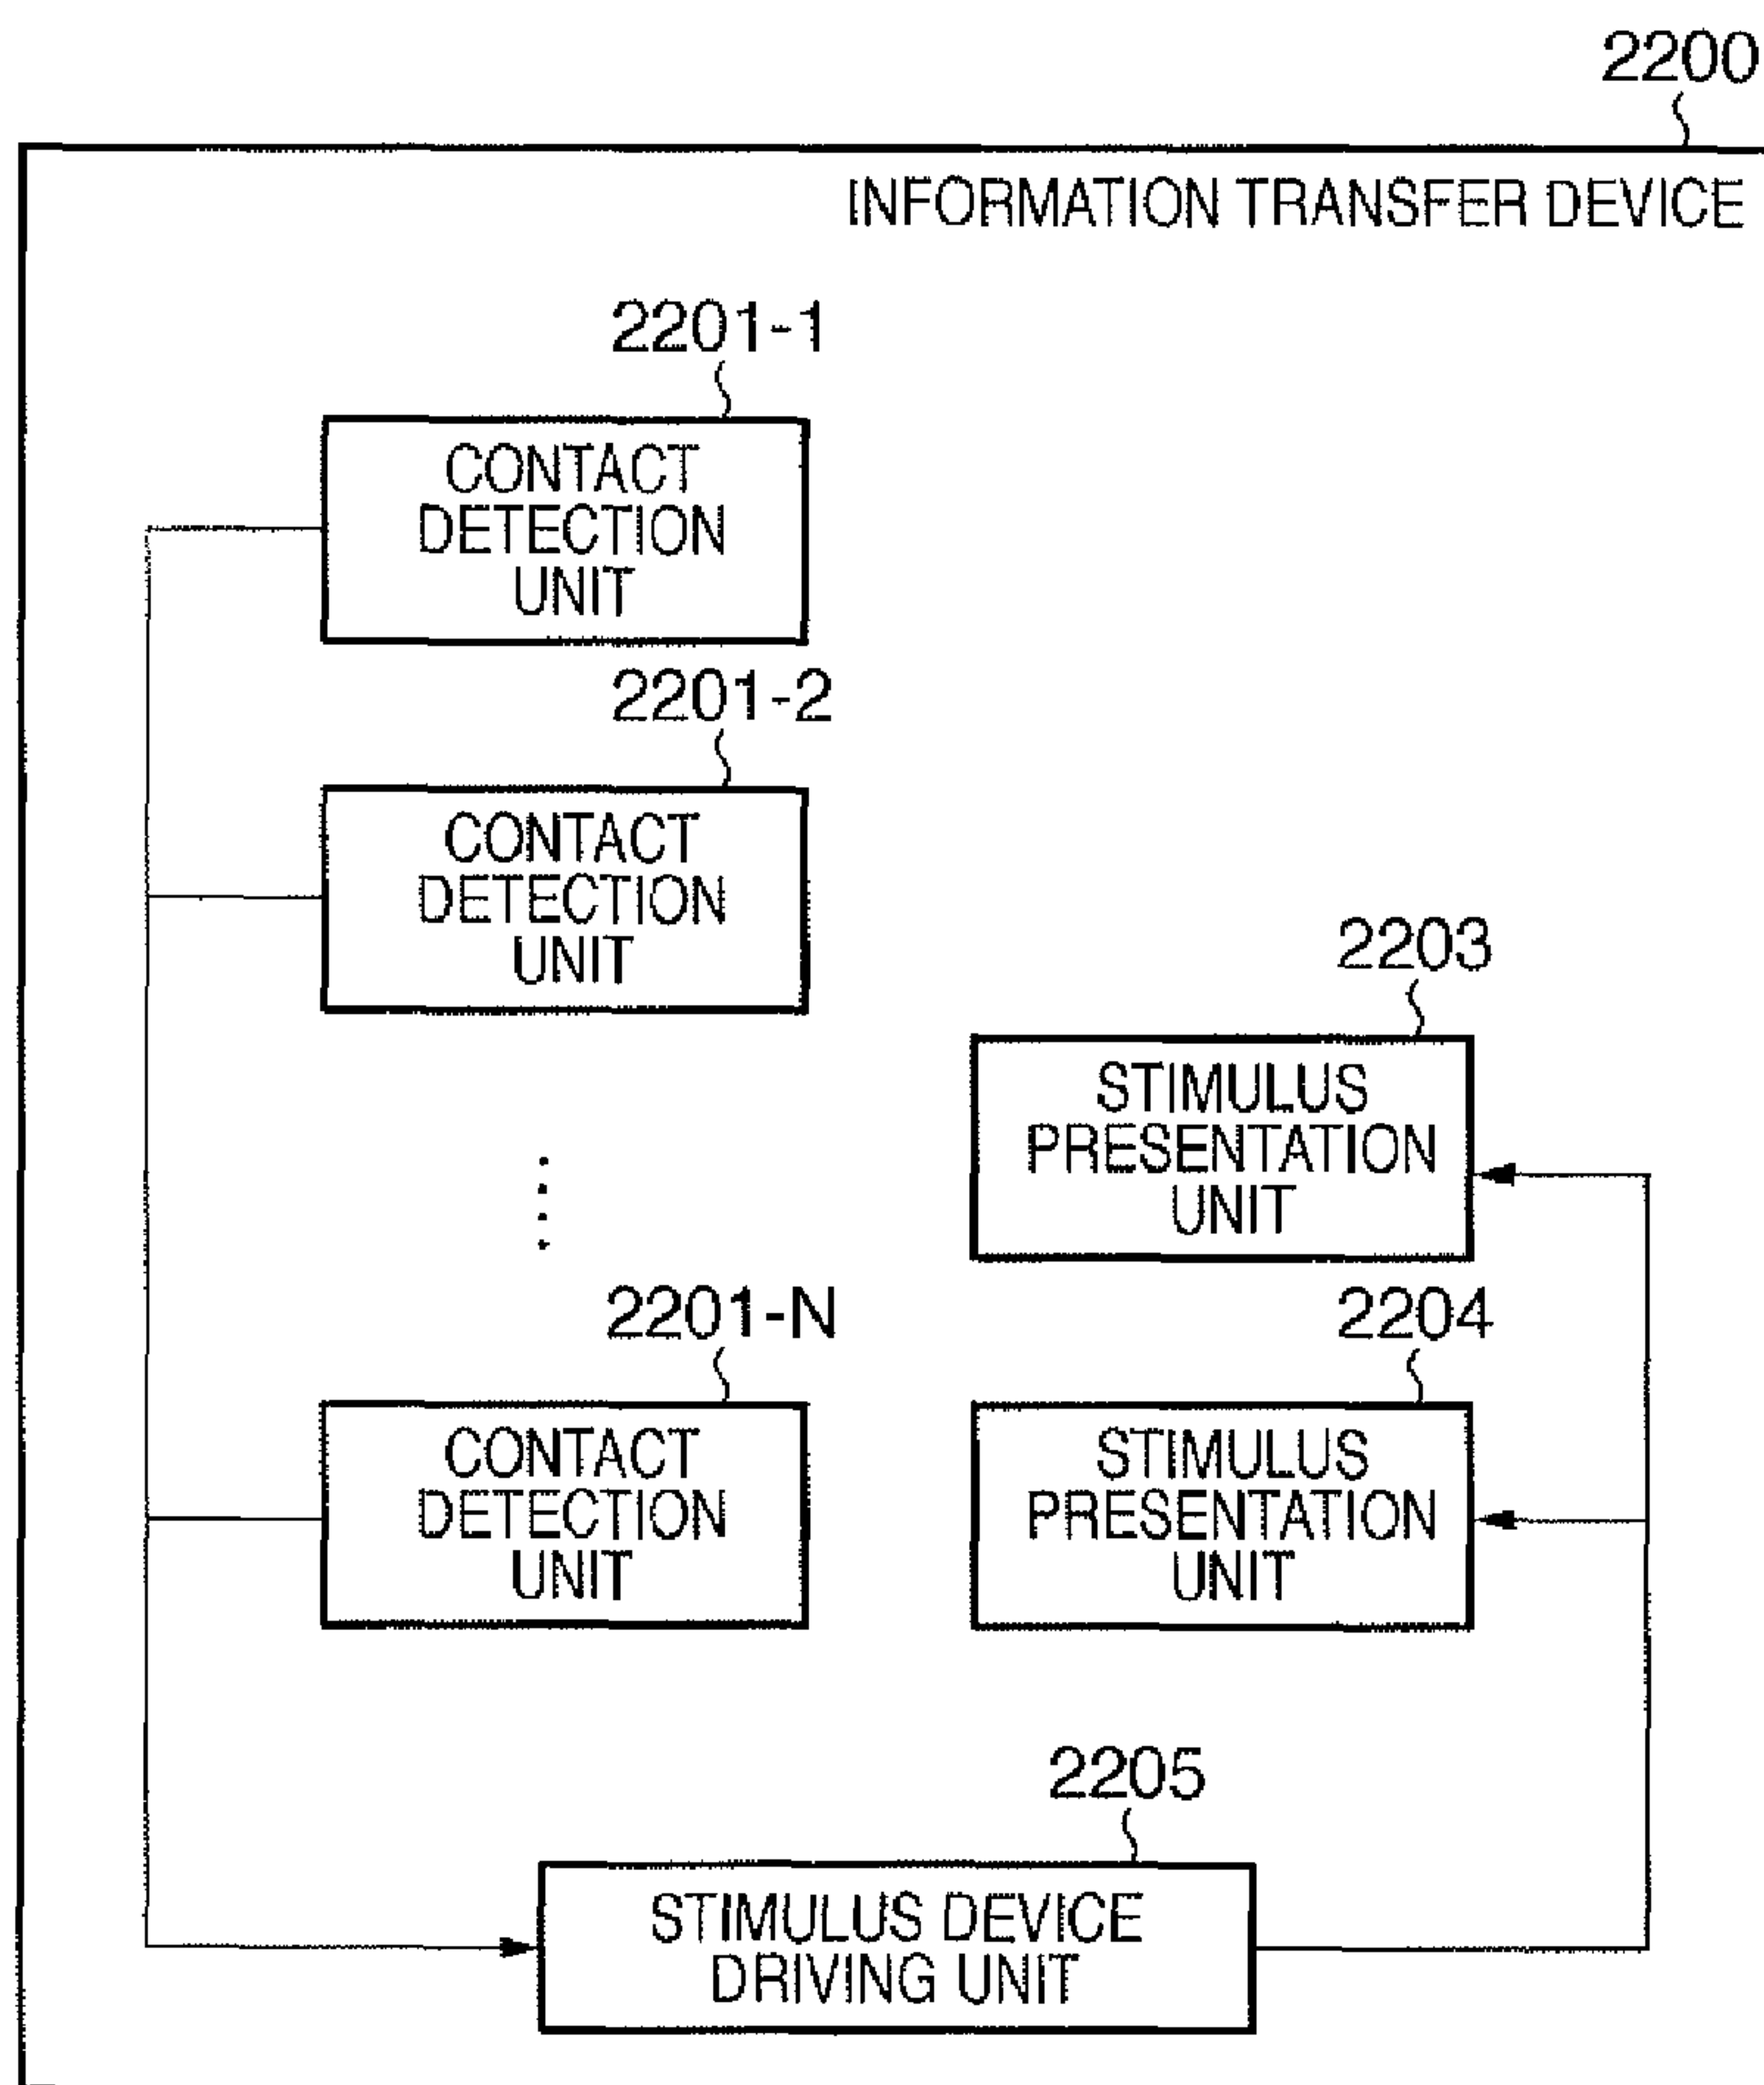 2200
INFORMATION TRANSFER DEVICE
2201-1
CONTACT
DETECTION
UNIT
2201-2
CONTACT
DETECTION
UNIT
2203
STIMULUS
PRESENTATION
UNIT
2201-N
CONTACT
DETECTION
UNIT
2204
STIMULUS
PRESENTATION
UNIT
2205
STIMULUS DEVICE
DRIVING UNIT